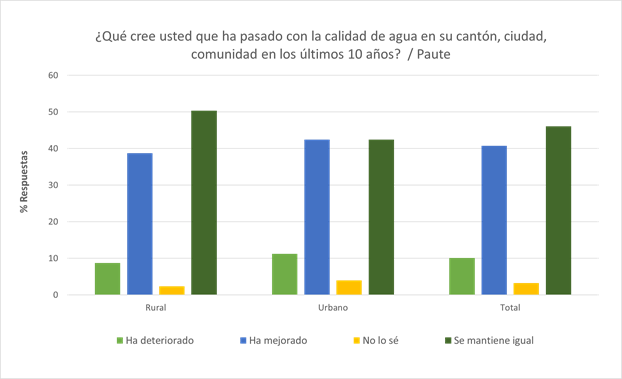 ¿Qué cree usted que ha pasado con la calidad de agua en su cantón, ciudad,
comunidad en los últimos 10 años?  / Paute
60
50
40
30
20
10
0
% Respuestas
Rural
Urbano
Total
Ha deteriorado
Ha mejorado
No lo sé
Se mantiene igual